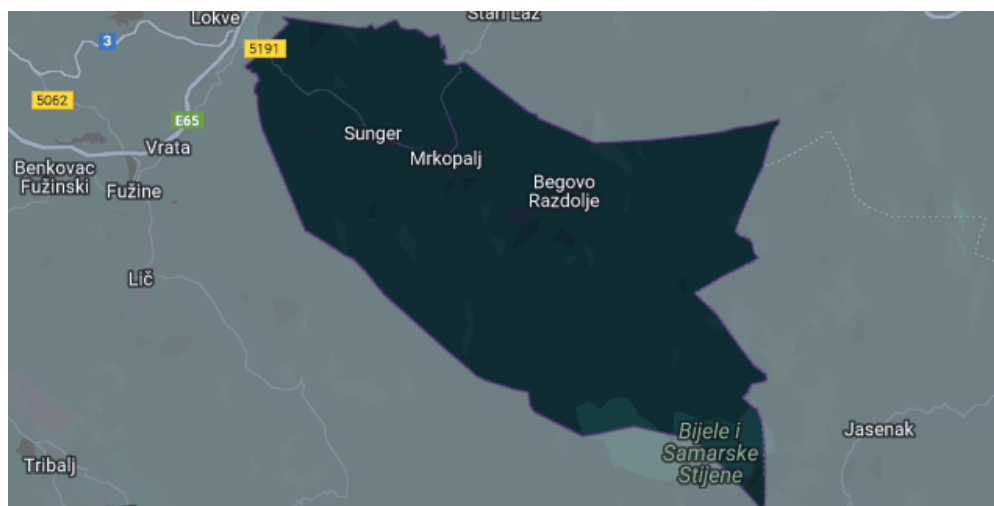 Lokve
Stari Laz
3
5191
5062
E65
Sunger
Vrata
Mrkopalj
Benkovac
Fužinski
Fužine
Begovo
Razdolje
Lič
Bijele i
Samarske
Stijene
Jasenak
Tribalj